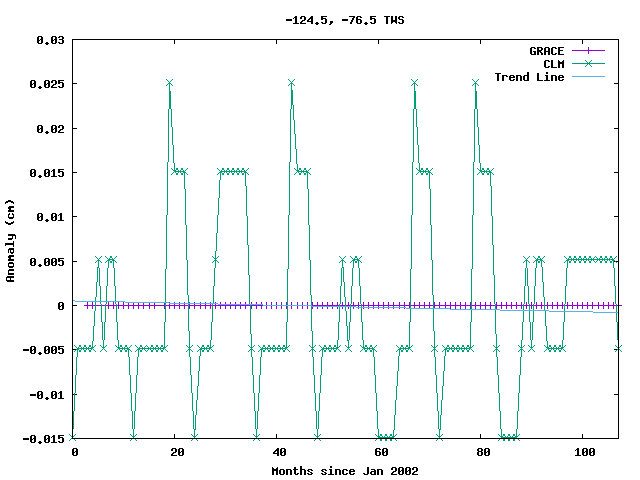 -124.5, -76.5 TWS
0.03
0.025
0.02
0.015
0.01
0.005
0
-0.005
-0.01
-0.015
Anomaly (cm)
GRACE
CLM
Trend Line
0 20 40 60 80 100
Months since Jan 2002